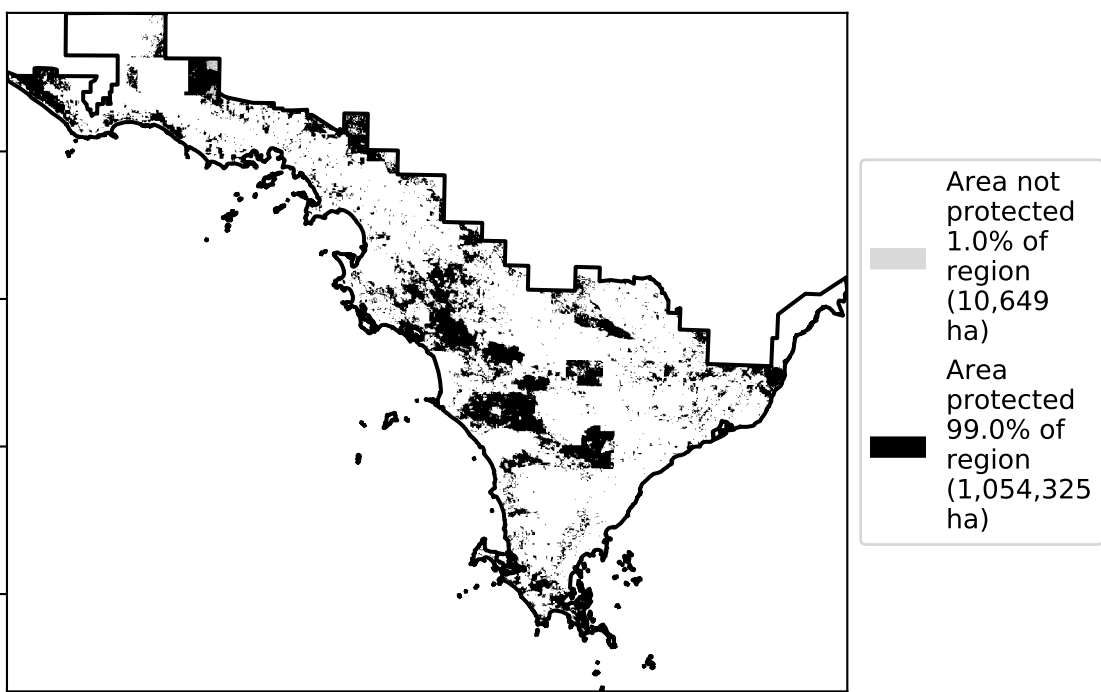 Area not
protected
1.0% of
region
(10,649
ha)
Area
protected
99.0% of
region
(1,054,325
ha)